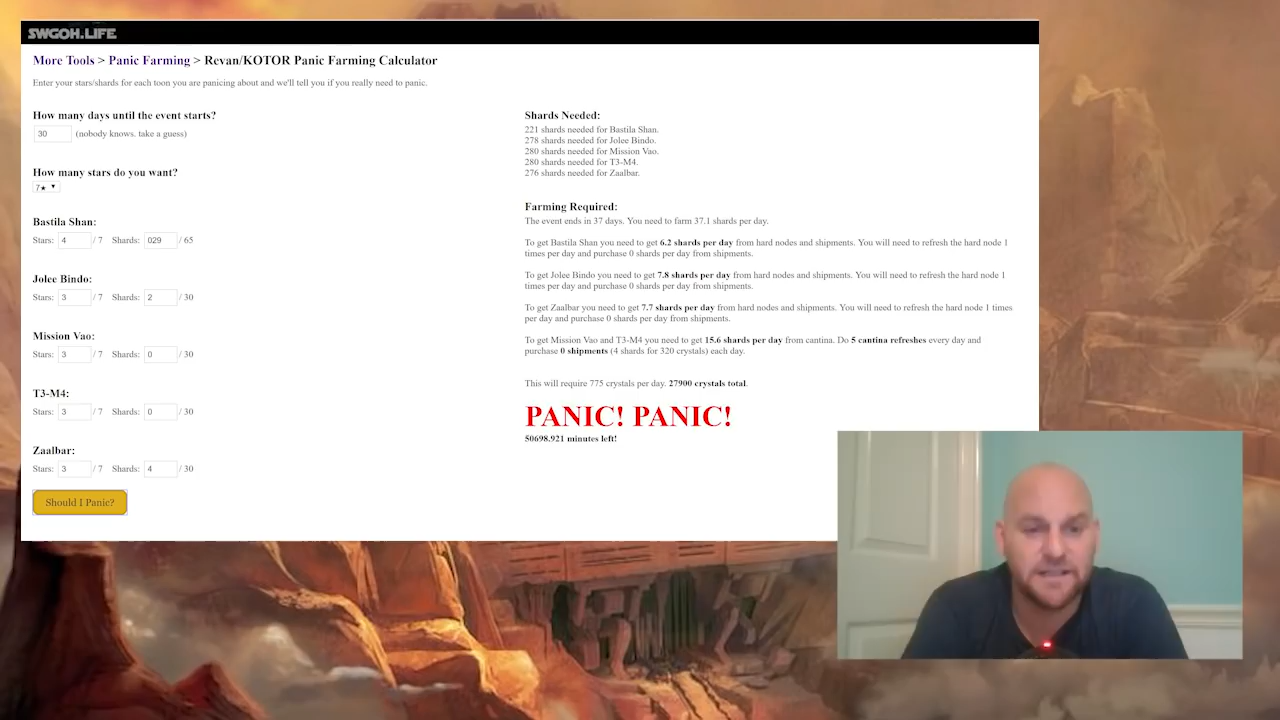 SWGOH.LIFE
More Tools > Panic Farming > Revan/KOTOR Panic Farming Calculator
Enter your stars/shards for each toon you are panicing about and we'll tell you if you really need to panic.
How many days until the event starts?
30 (nobody knows. take a guess)
How many stars do you want?
7★ ▼
Bastila Shan:
Stars: 4 / 7 Shards: 029 / 65
Jolee Bindo:
Stars: 3 / 7 Shards: 2 / 30
Mission Vao:
Stars: 3 / 7 Shards: 0 / 30
T3-M4:
Stars: 3 / 7 Shards: 0 / 30
Zaalbar:
Stars: 3 / 7 Shards: 4 / 30
Should I Panic?
Shards Needed:
221 shards needed for Bastila Shan.
278 shards needed for Jolee Bindo.
280 shards needed for Mission Vao.
280 shards needed for T3-M4.
276 shards needed for Zaalbar.
Farming Required:
The event ends in 37 days. You need to farm 37.1 shards per day.
To get Bastila Shan you need to get 6.2 shards per day from hard nodes and shipments. You will need to refresh the hard node 1
times per day and purchase 0 shards per day from shipments.
To get Jolee Bindo you need to get 7.8 shards per day from hard nodes and shipments. You will need to refresh the hard node 1
times per day and purchase 0 shards per day from shipments.
To get Zaalbar you need to get 7.7 shards per day from hard nodes and shipments. You will need to refresh the hard node 1 times
per day and purchase 0 shards per day from shipments.
To get Mission Vao and T3-M4 you need to get 15.6 shards per day from cantina. Do 5 cantina refreshes every day and
purchase 0 shipments (4 shards for 320 crystals) each day.
This will require 775 crystals per day. 27900 crystals total.
PANIC! PANIC!
50698.921 minutes left!